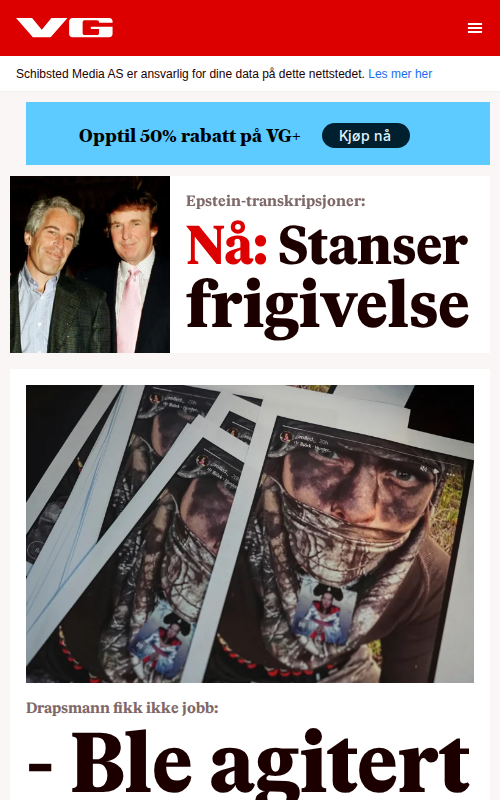 VG
Schibsted Media AS er ansvarlig for dine data på dette nettstedet. Les mer her
Opptil 50% rabatt på VG+
Kjøp nå
Epstein-transkripsjoner:
Nå: Stanser
frigivelse
Drapsmann fikk ikke jobb:
- Ble agitert